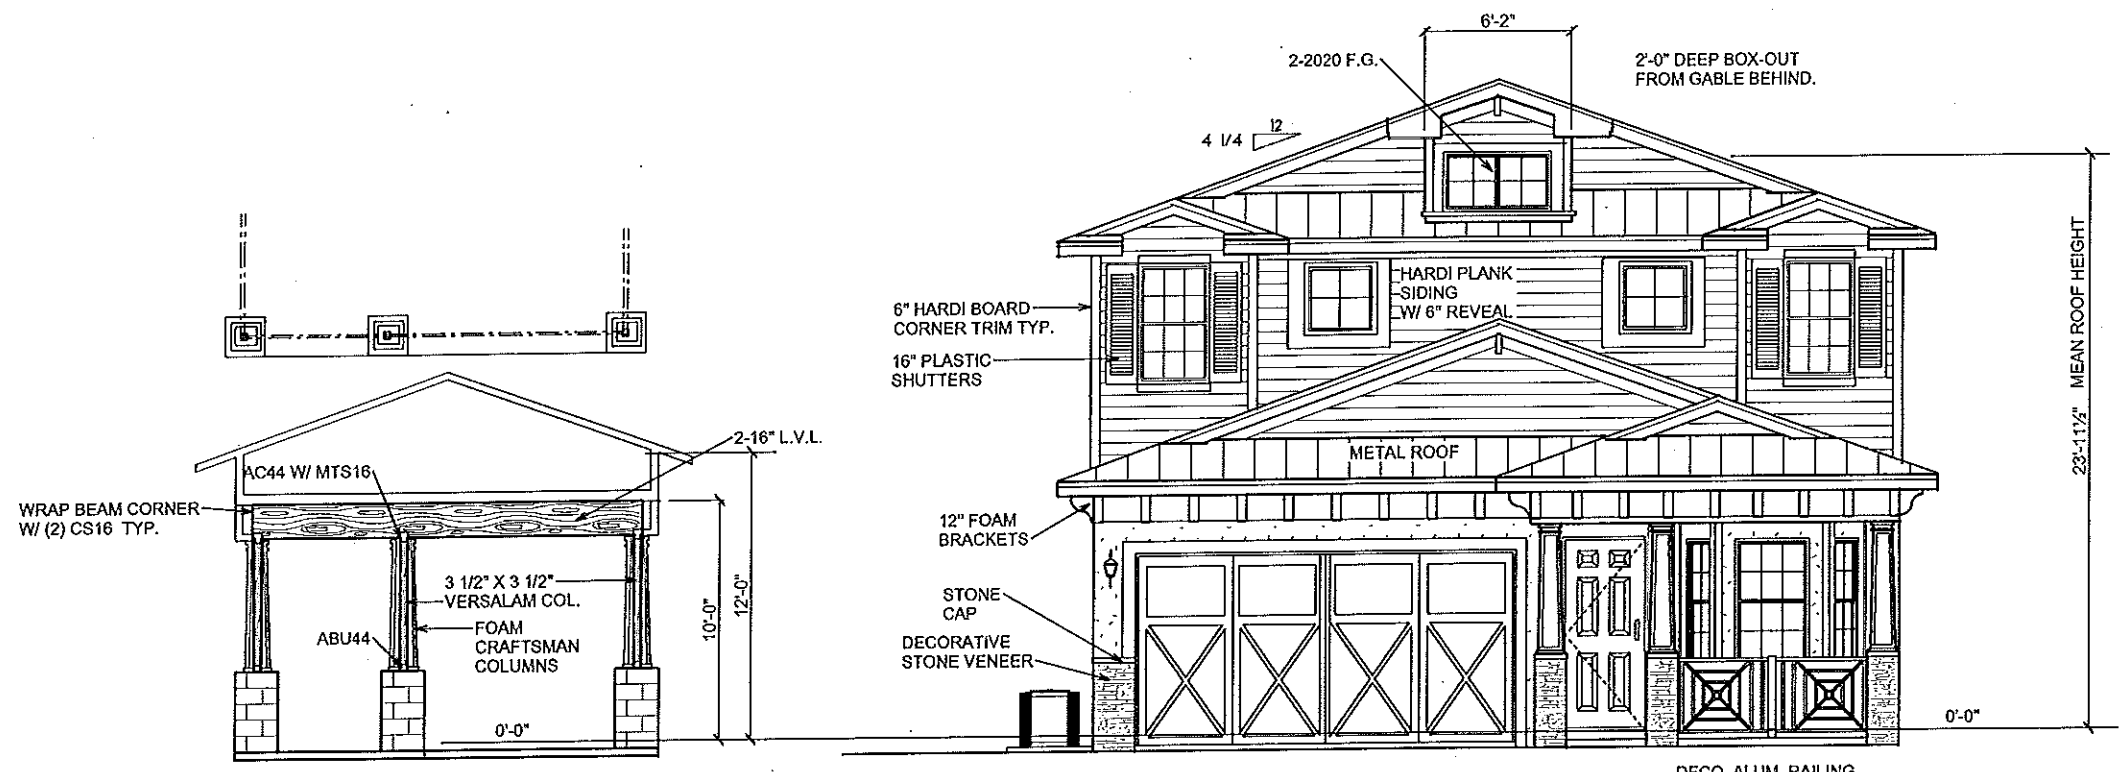 6'-2"
2-2020 F.G.
2'-0" DEEP BOX-OUT
FROM GABLE BEHIND.
12
4 1/4
23'-11½" MEAN ROOF HEIGHT
6" HARDI BOARD
CORNER TRIM TYP.
HARDI PLANK
SIDING
W/ 6" REVEAL
16" PLASTIC
SHUTTERS
2-16" L.V.L.
METAL ROOF
AC44 W/ MTS16
WRAP BEAM CORNER
W/ (2) CS16 TYP.
12" FOAM
BRACKETS
3 1/2" X 3 1/2"
VERSALAM COL.
10'-0"
12'-0"
STONE
CAP
ABU44
FOAM
CRAFTSMAN
COLUMNS
DECORATIVE
STONE VENEER
0'-0"
0'-0"
DECO. ALUM. RAILING